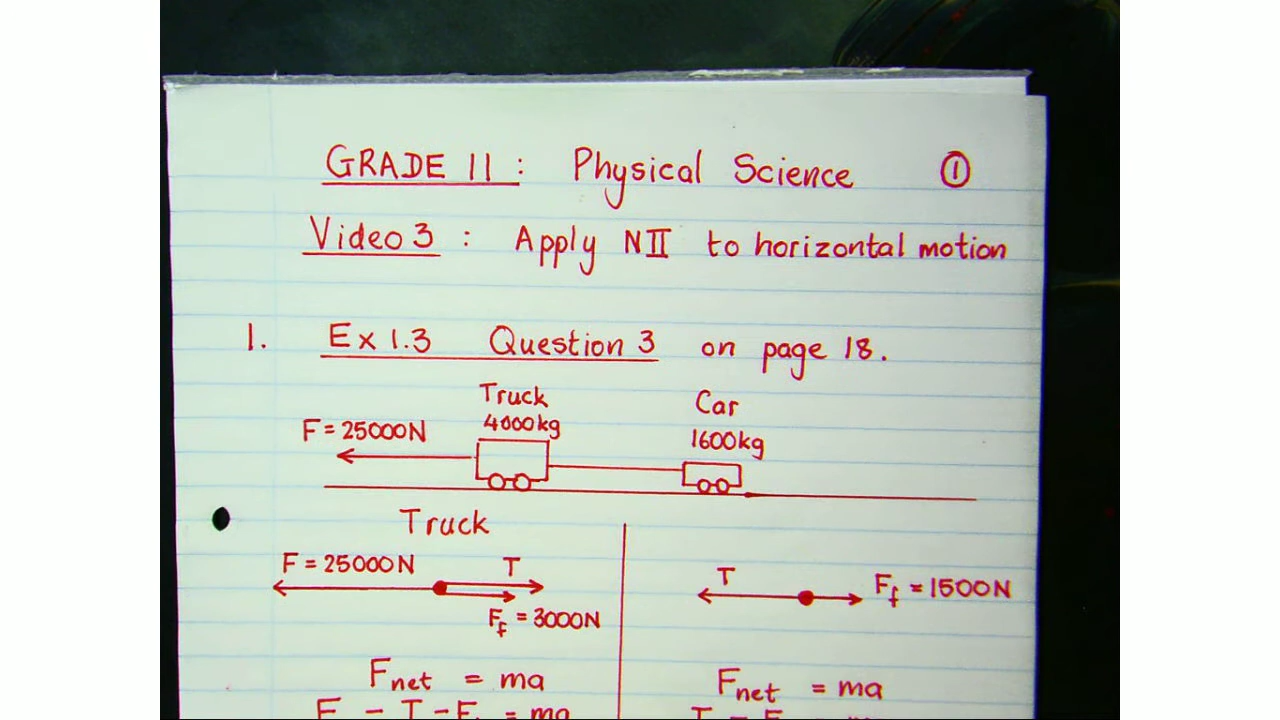 GRADE 11 : Physical Science ①
Video 3 : Apply NII to horizontal motion
1. Ex 1.3 Question 3 on page 18.
Truck
4000kg
Car
1600kg
F = 25000N
Truck
F = 25000N
T
Ff = 3000N
T
Ff = 1500N
Fnet = ma
Fnet = ma